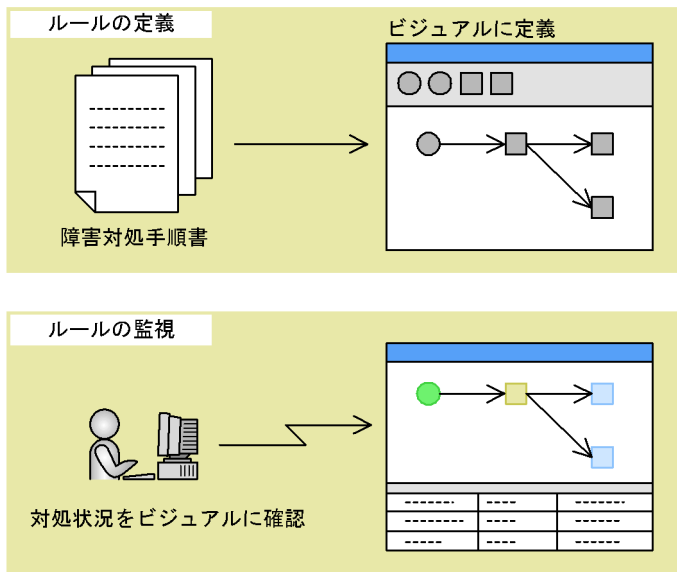 ルールの定義
ビジュアルに定義
障害対処手順書
ルールの監視
対処状況をビジュアルに確認